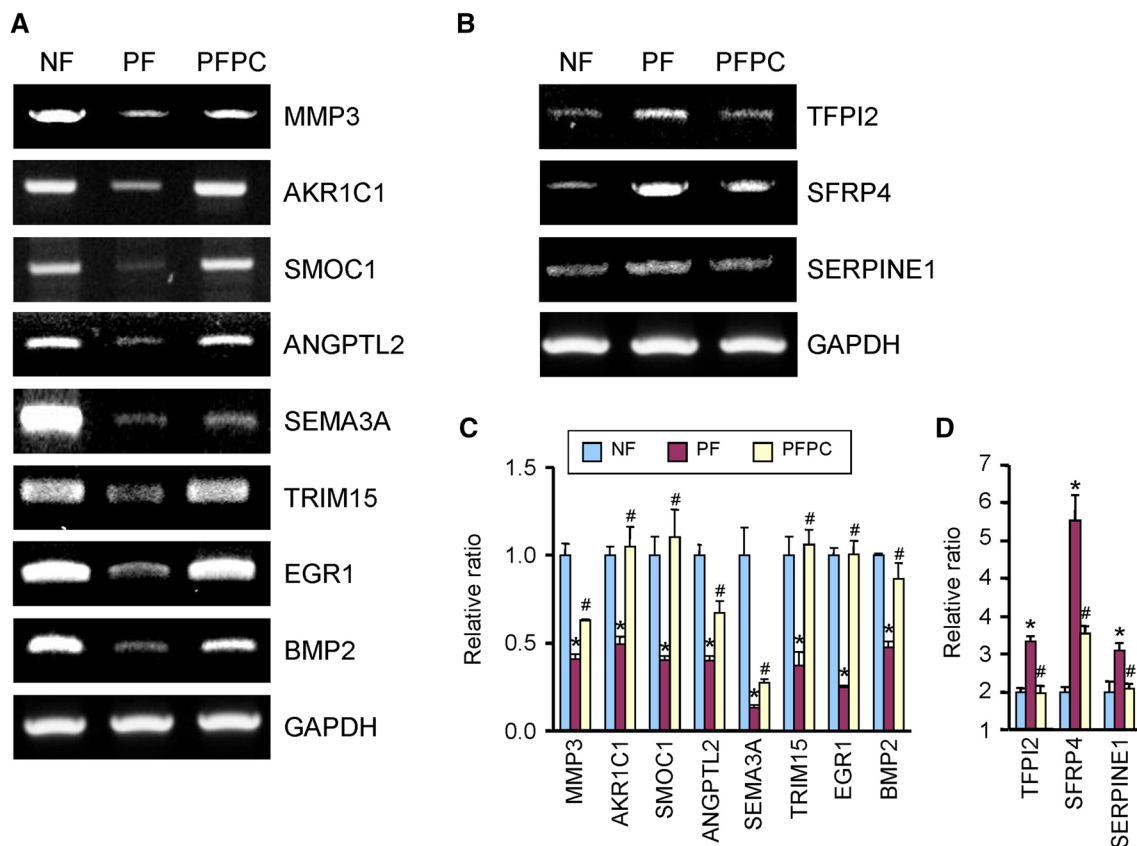 A
NF PF PFPC
MMP3
AKR1C1
SMOC1
ANGPTL2
SEMA3A
TRIM15
EGR1
BMP2
GAPDH
B
NF PF PFPC
TFPI2
SFRP4
SERPINE1
GAPDH
C
NF PF PFPC
Relative ratio
1.5
1.0
0.5
0.0
* # * # * # * # * # * # * # * #
MMP3
AKR1C1
SMOC1
ANGPTL2
SEMA3A
TRIM15
EGR1
BMP2
D
Relative ratio
7
6
5
4
4
3
2
1
* # * # * #
TFPI2
SFRP4
SERPINE1